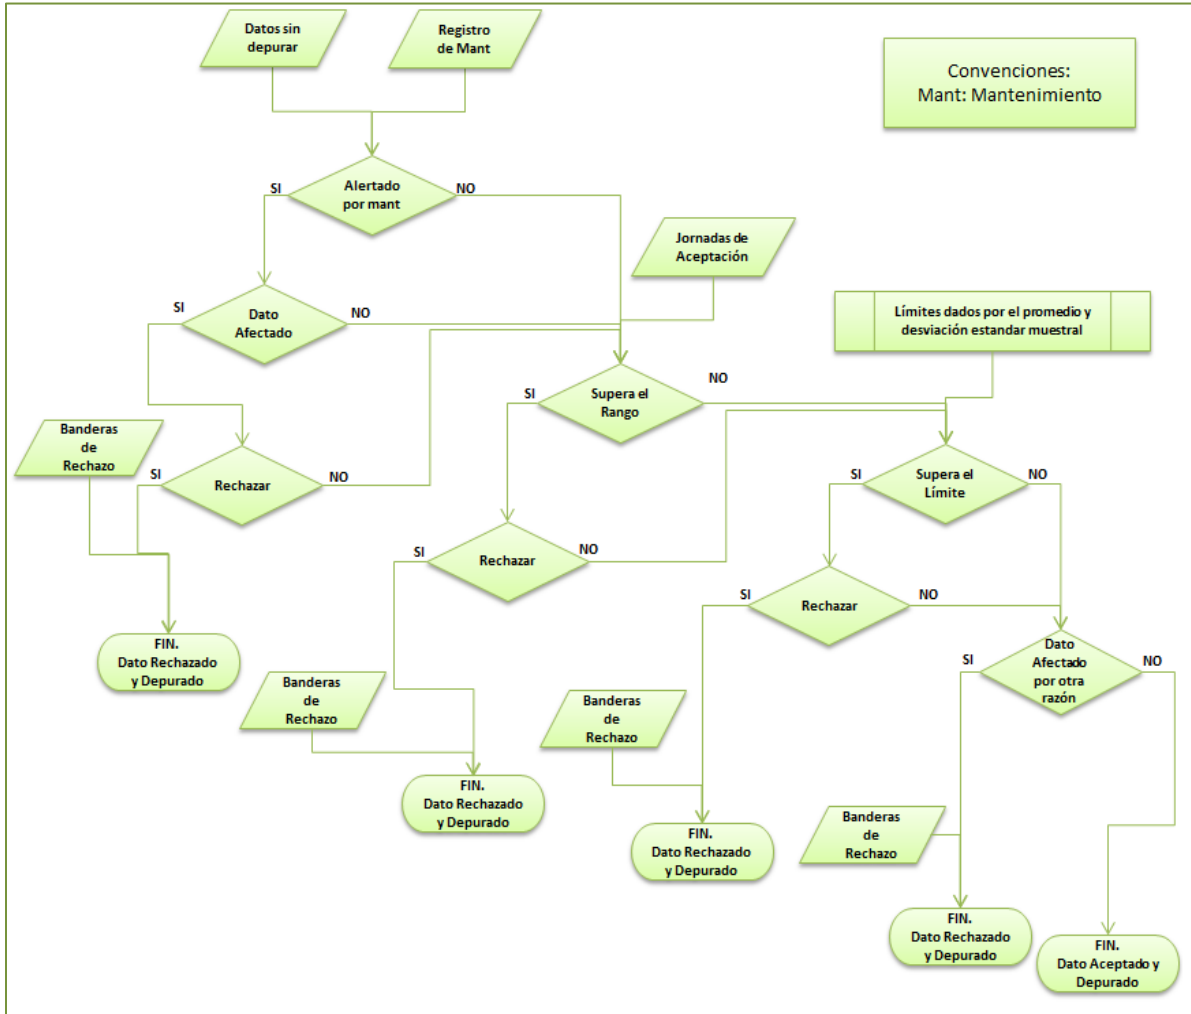 Datos sin
depurar
Registro
de Mant
Convenciones:
Mant: Mantenimiento
SI
Alertado
por mant
NO
Jornadas de
Aceptación
SI
Dato
Afectado
NO
Límites dados por el promedio y
desviación estandar muestral
SI
Supera el
Rango
NO
Banderas
de
Rechazo
SI
Rechazar
NO
SI
Supera el
Límite
NO
SI
Rechazar
NO
SI
Rechazar
NO
FIN.
Dato Rechazado
y Depurado
SI
Dato
Afectado
por otra
razón
NO
Banderas
de
Rechazo
Banderas
de
Rechazo
FIN.
Dato Rechazado
y Depurado
FIN.
Dato Rechazado
y Depurado
Banderas
de
Rechazo
FIN.
Dato Rechazado
y Depurado
FIN.
Dato Aceptado y
Depurado